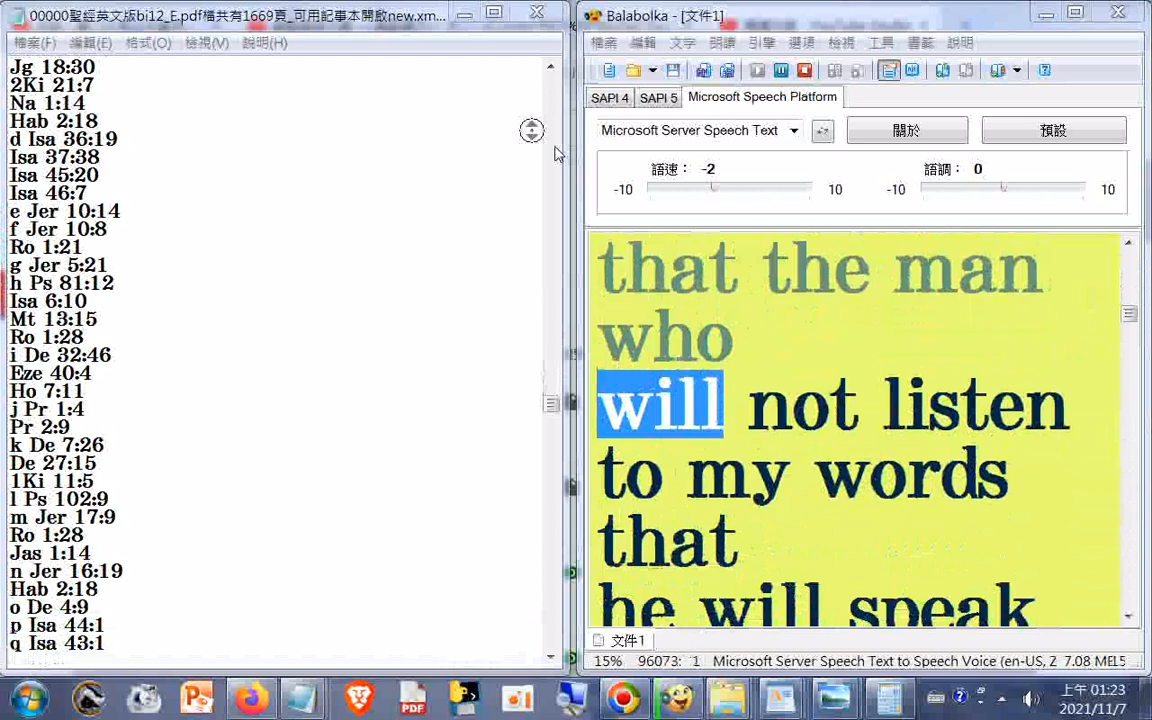 00000聖經英文版bi12_E.pdf檔共有1669頁_可用記事本開啟new.xm...
檔案(F) 編輯(E) 格式(O) 檢視(V) 說明(H)
Jg 18:30
2Ki 21:7
Na 1:14
Hab 2:18
d Isa 36:19
Isa 37:38
Isa 45:20
Isa 46:7
e Jer 10:14
f Jer 10:8
Ro 1:21
g Jer 5:21
h Ps 81:12
Isa 6:10
Mt 13:15
Ro 1:28
i De 32:46
Eze 40:4
Ho 7:11
j Pr 1:4
Pr 2:9
k De 7:26
De 27:15
1Ki 11:5
l Ps 102:9
m Jer 17:9
Ro 1:28
Jas 1:14
n Jer 16:19
Hab 2:18
o De 4:9
p Isa 44:1
q Isa 43:1
Balabolka - [文件1]
檔案 編輯 文字 朗讀 引擎 選項 檢視 工具 書籤 說明
SAPI 4 SAPI 5 Microsoft Speech Platform
Microsoft Server Speech Text 關於 預設
語速： -2 語調： 0
-10 10 -10 10
that the man
who
will not listen
to my words
that
he will speak
文件1
15% 96073: 1 Microsoft Server Speech Text to Speech Voice (en-US, 2 7.08 МБ15
PDF
上午 01:23
2021/11/7